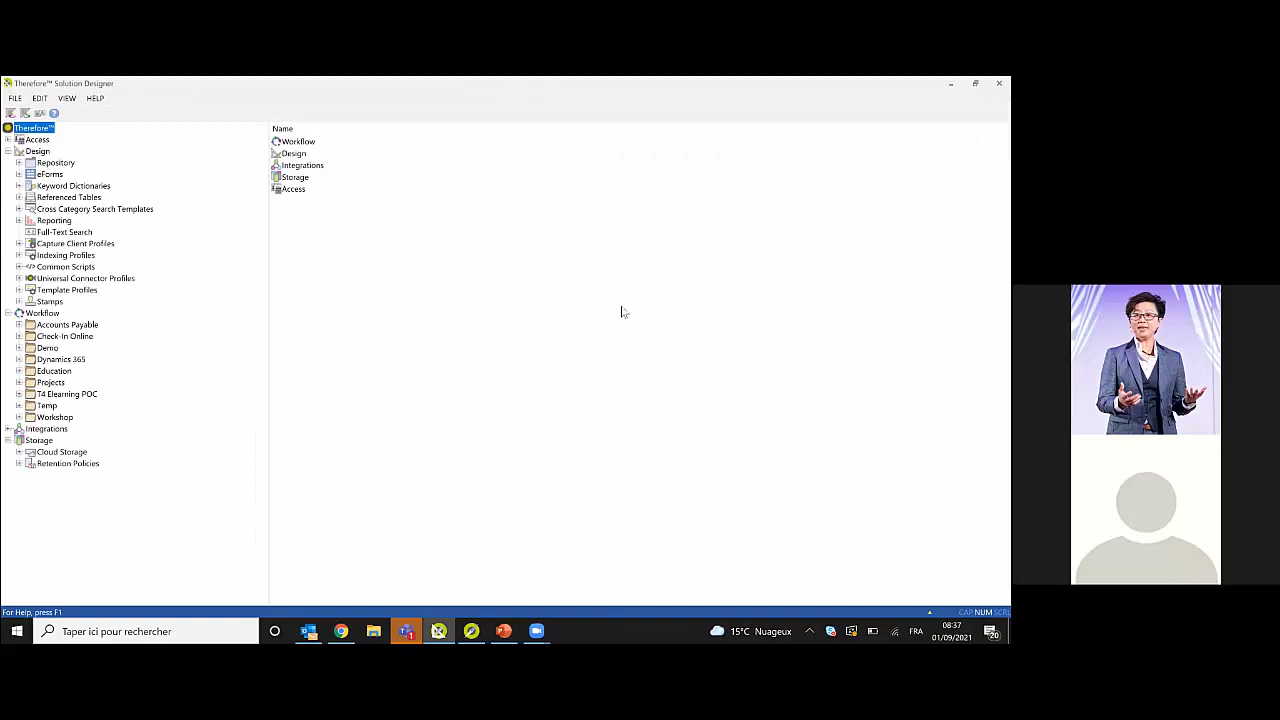 Therefore™ Solution Designer
FILE EDIT VIEW HELP
Therefore™
Access
Design
Repository
eForms
Keyword Dictionaries
Referenced Tables
Cross Category Search Templates
Reporting
Full-Text Search
Capture Client Profiles
Indexing Profiles
Common Scripts
Universal Connector Profiles
Template Profiles
Stamps
Workflow
Accounts Payable
Check-In Online
Demo
Dynamics 365
Education
Projects
T4 Elearning POC
Temp
Workshop
Integrations
Storage
Cloud Storage
Retention Policies
Name
Workflow
Design
Integrations
Storage
Access
For Help, press F1
CAP NUM SCRL
Taper ici pour rechercher
15°C Nuageux
FRA
08:37
01/09/2021
20